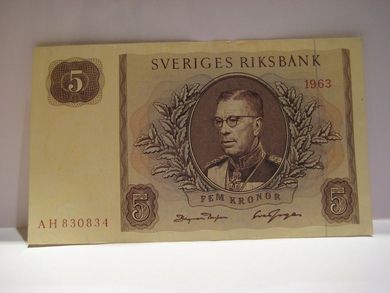 5 SVERIGES RIKSBANK
1963
FEM KRONOR
AH 830834
5 5